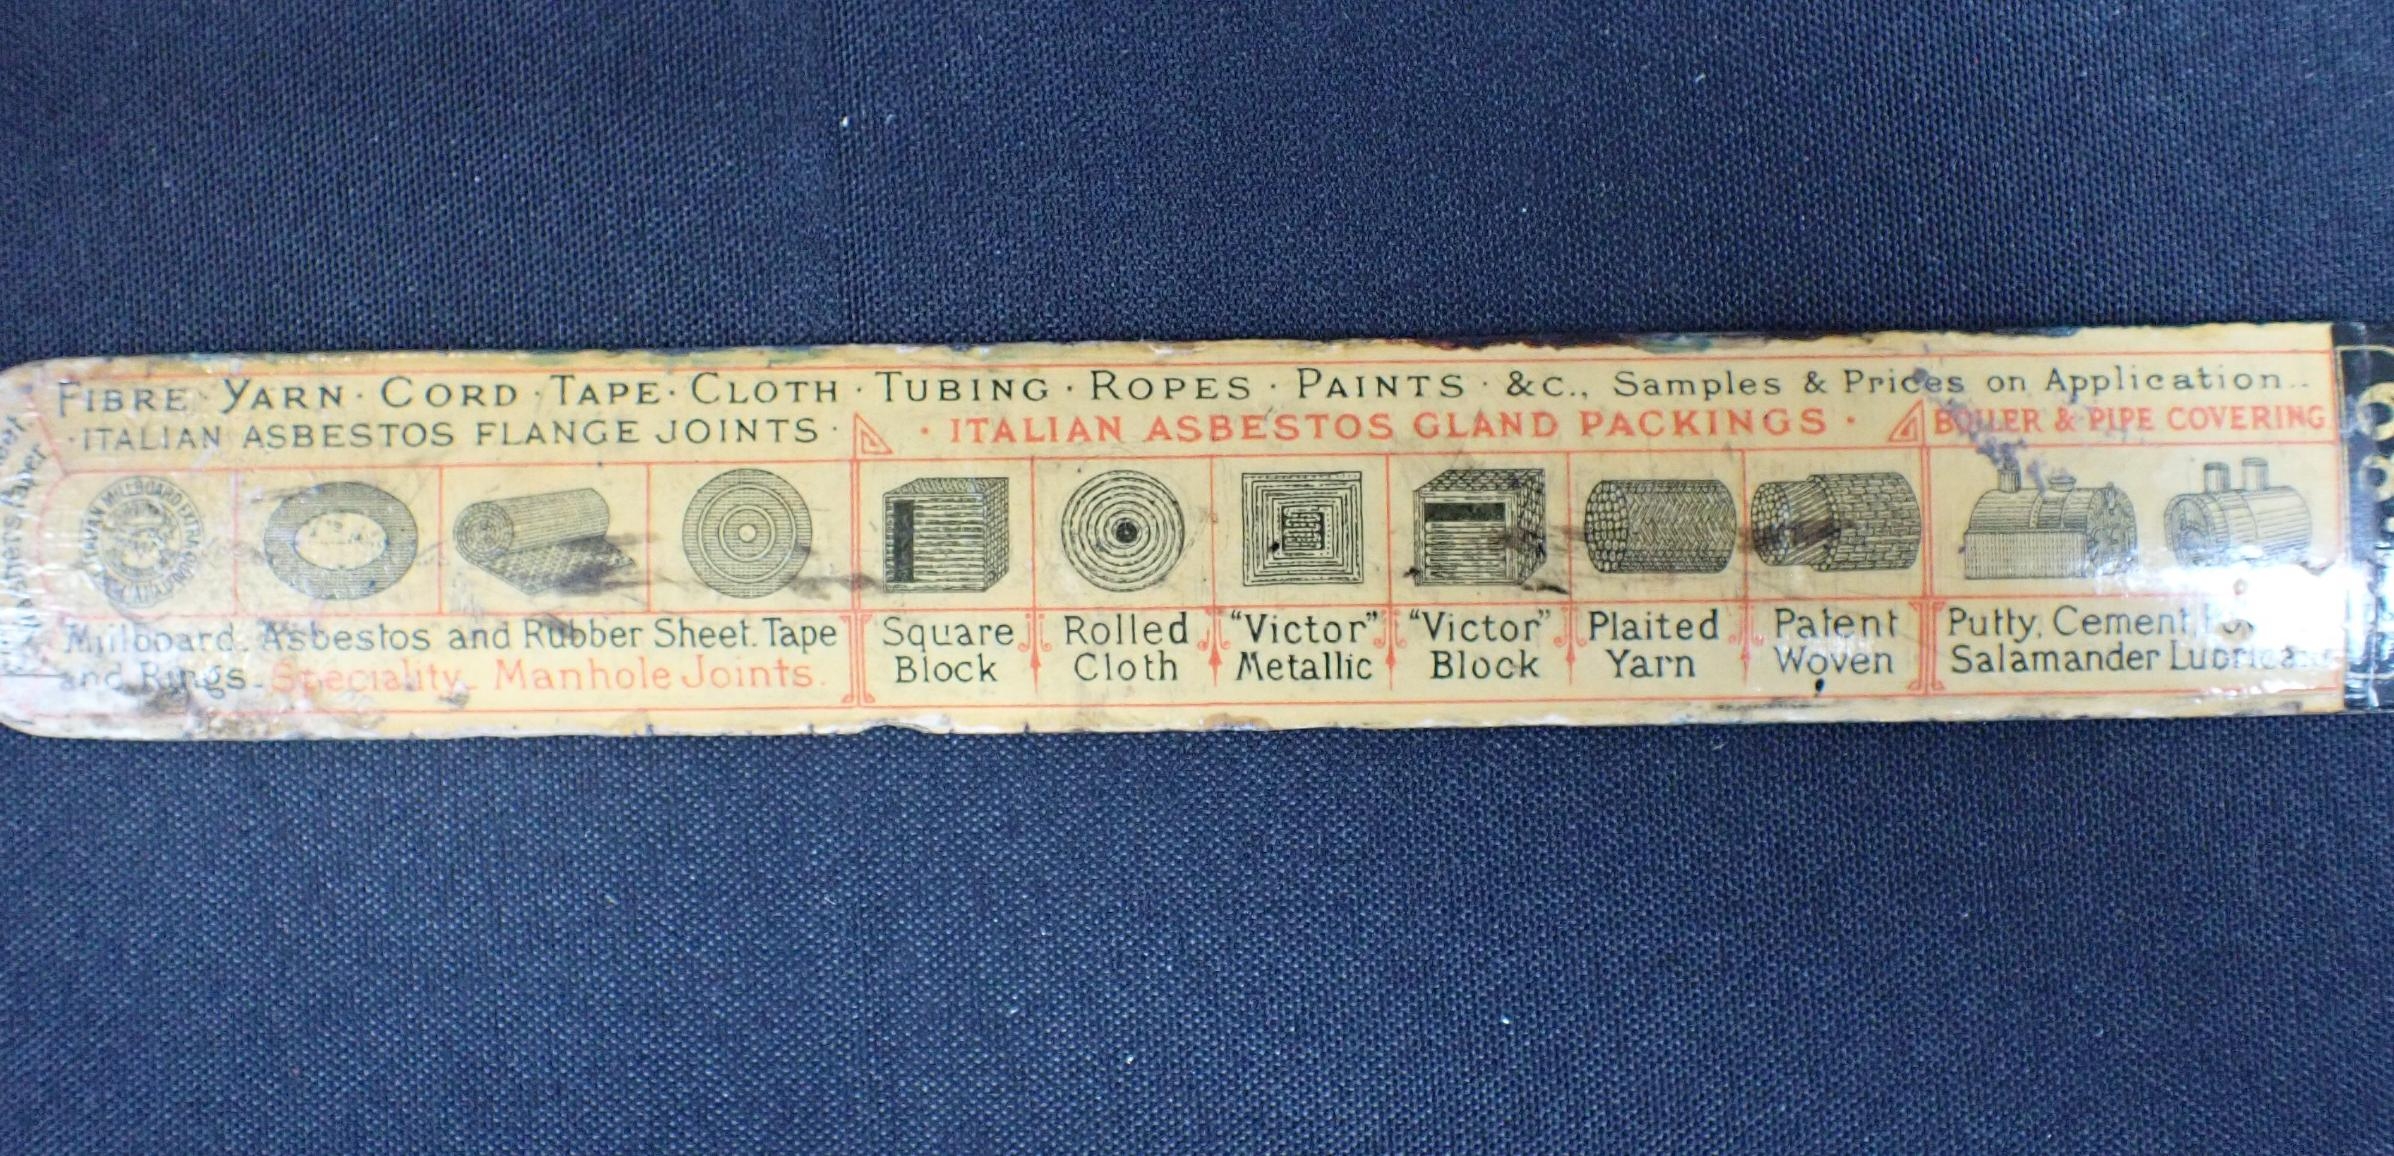 FIBRE · YARN · CORD · TAPE · CLOTH · TUBING · ROPES · PAINTS · &C., Samples & Prices on Application..
· ITALIAN ASBESTOS FLANGE JOINTS ·
· ITALIAN ASBESTOS GLAND PACKINGS ·
BOILER & PIPE COVERING
Millboard. Asbestos and Rubber Sheet. Tape
and Rings. Speciality. Manhole Joints.
Square
Block
Rolled
Cloth
"Victor"
Metallic
"Victor"
Block
Plaited
Yarn
Patent
Woven
Putty, Cement,
Salamander